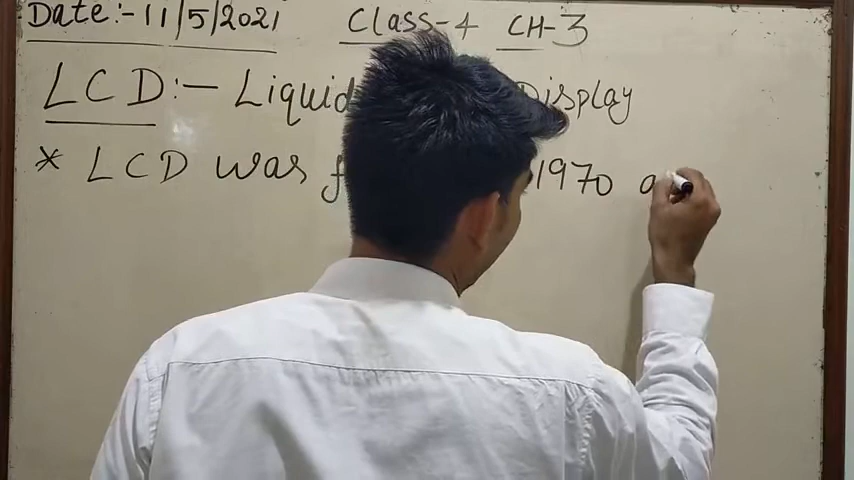 Date:- 11/5/2021 Class-4 CH-3
LCD:- Liquid Display
* LCD was 1970